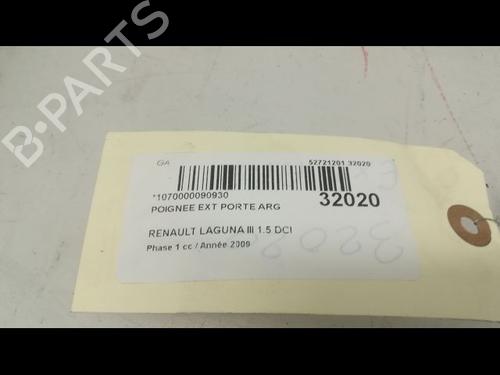 B-PARTS
GA 52721201 32020
*1070000090930 32020
POIGNEE EXT PORTE ARG
RENAULT LAGUNA III 1.5 DCI
Phase 1 cc / Année 2009